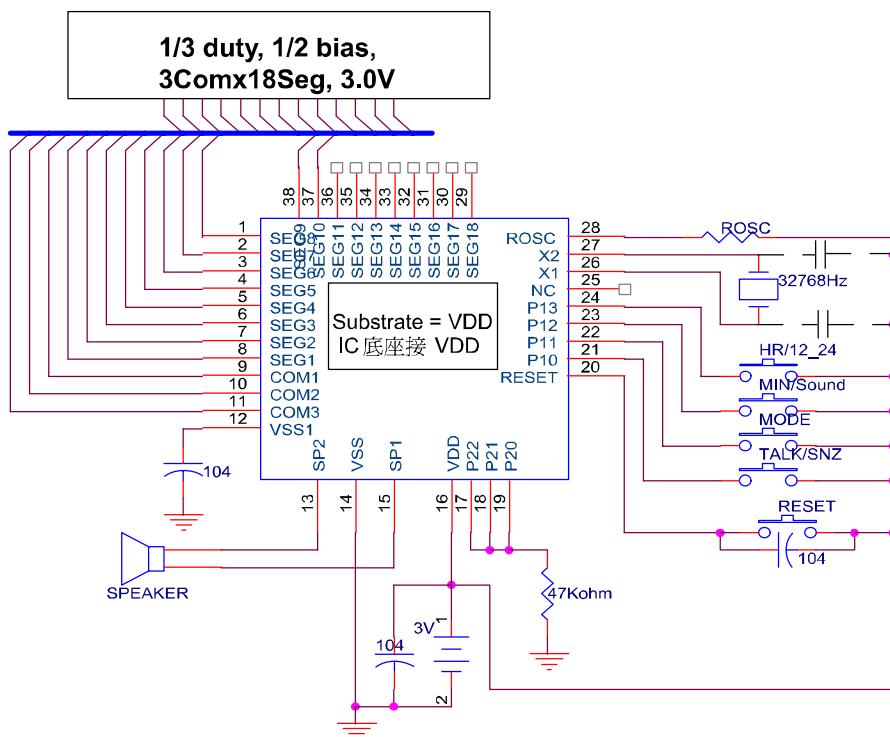 1/3 duty, 1/2 bias,
3Comx18Seg, 3.0V
38
37
36
35
34
33
32
31
30
29
SEG9
SEG10
SEG11
SEG12
SEG13
SEG14
SEG15
SEG16
SEG17
SEG18
1
SEG8
2
SEG7
3
SEG6
4
SEG5
5
SEG4
6
SEG3
7
SEG2
8
SEG1
9
COM1
10
COM2
11
COM3
12
VSS1
Substrate = VDD
IC 底座接 VDD
ROSC
28
X2
27
X1
26
NC
25
P13
24
P12
23
P11
22
P10
21
RESET
20
ROSC
32768Hz
HR/12_24
MIN/Sound
MODE
TALK/SNZ
RESET
104
SP2
VSS
SP1
VDD
P22
P21
P20
13
14
15
16
17
18
19
104
SPEAKER
47Kohm
104
3V
1
2